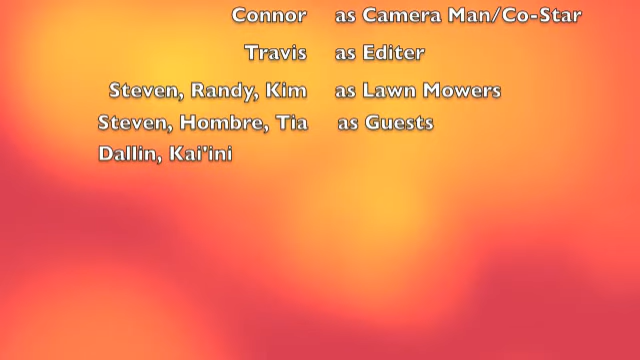 Connor as Camera Man/Co-Star
Travis as Editer
Steven, Randy, Kim as Lawn Mowers
Steven, Hombre, Tia as Guests
Dallin, Kai'ini